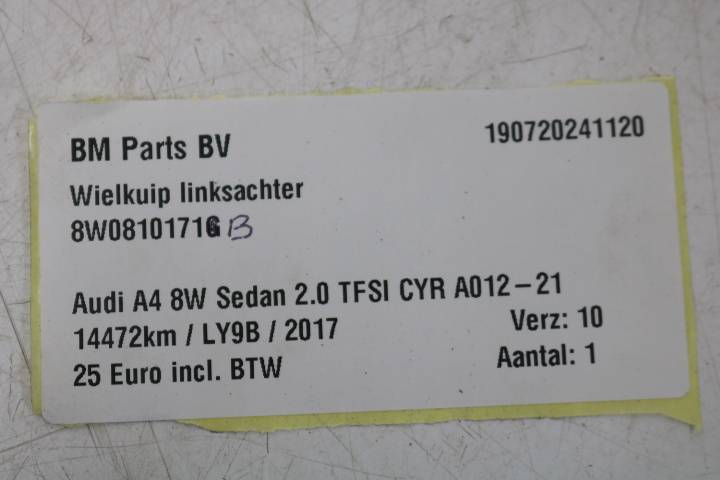 BM Parts BV
190720241120
Wielkuip linksachter
8W0810171B
Audi A4 8W Sedan 2.0 TFSI CYR A012-21
14472km / LY9B / 2017
Verz: 10
25 Euro incl. BTW
Aantal: 1